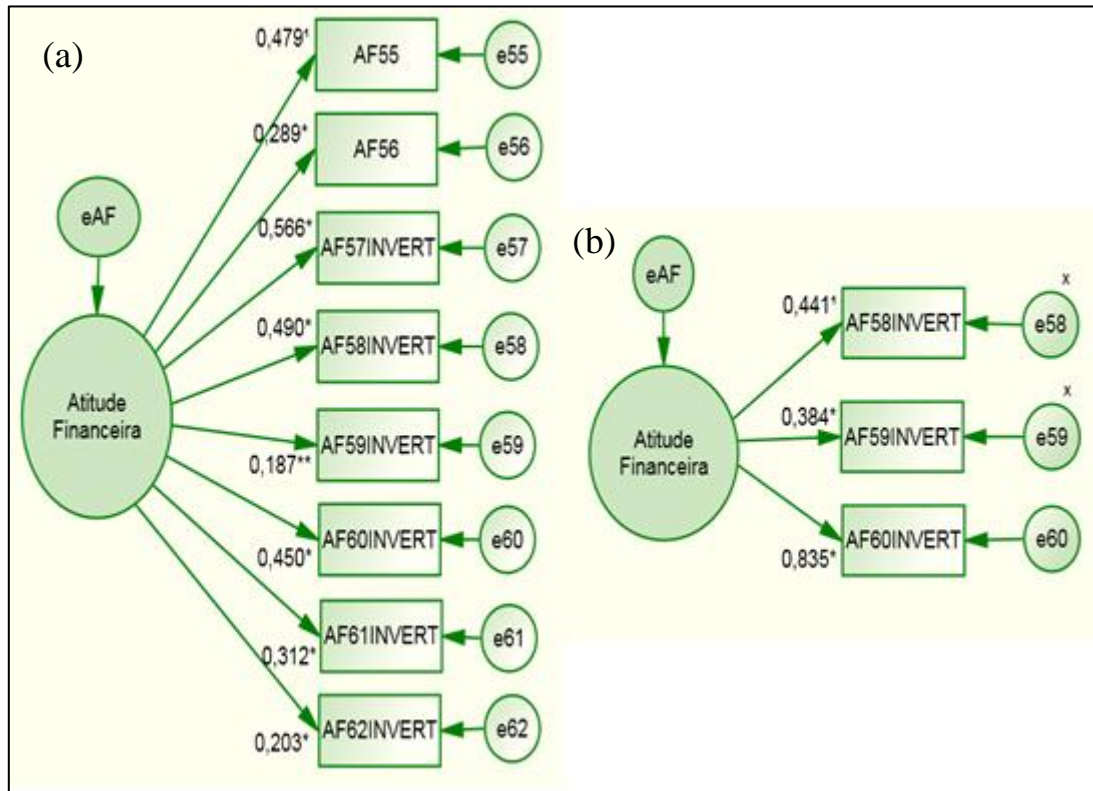 (a)
eAF
Atitude
Financeira
0,479*
AF55
e55
0,289*
AF56
e56
0,566*
AF57INVERT
e57
0,490*
AF58INVERT
e58
0,187**
AF59INVERT
e59
0,450*
AF60INVERT
e60
0,312*
AF61INVERT
e61
0,203*
AF62INVERT
e62
(b)
eAF
Atitude
Financeira
0,441*
AF58INVERT
x
e58
0,384*
AF59INVERT
x
e59
0,835*
AF60INVERT
e60